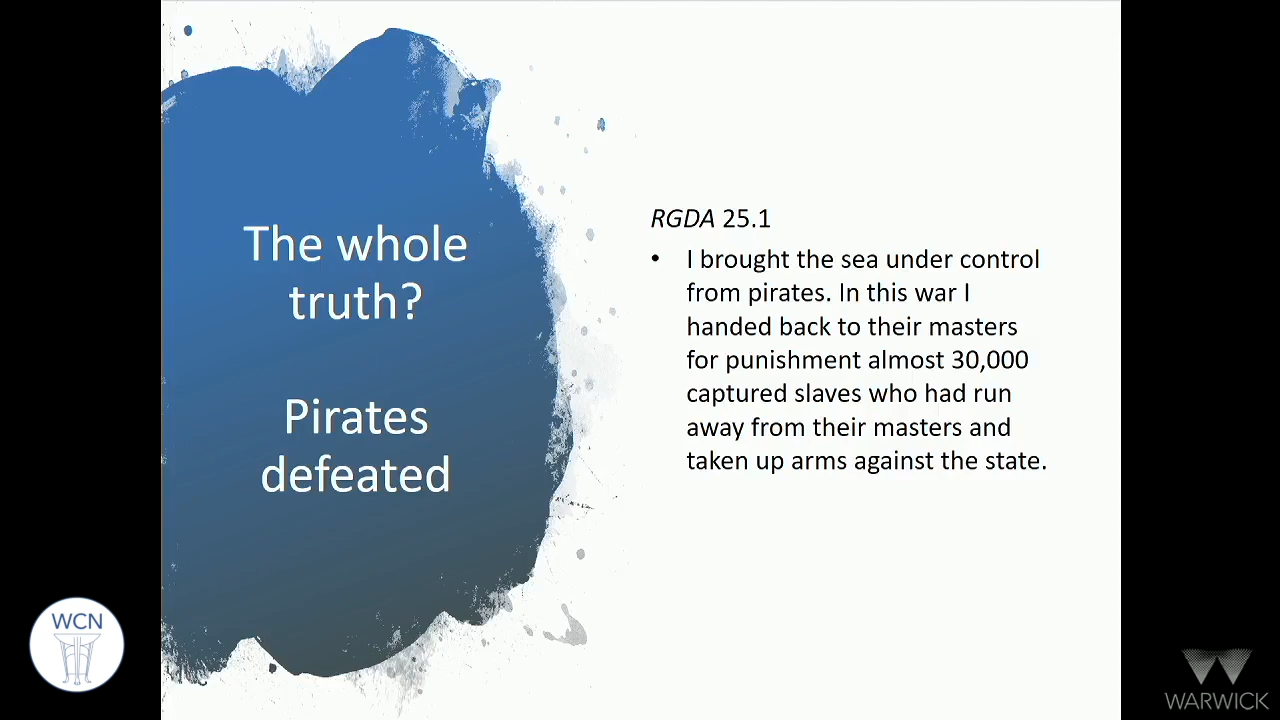 The whole
truth?
Pirates
defeated
RGDA 25.1
• I brought the sea under control
from pirates. In this war I
handed back to their masters
for punishment almost 30,000
captured slaves who had run
away from their masters and
taken up arms against the state.
WCN
WARWICK